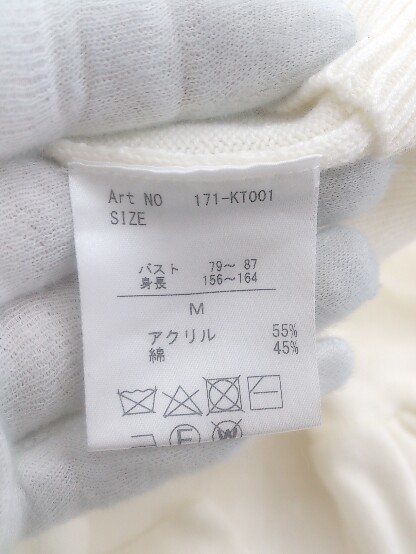 Art NO 171-KT001
SIZE
バスト 79～ 87
身長 156～164
M
アクリル 55%
綿 45%
F W